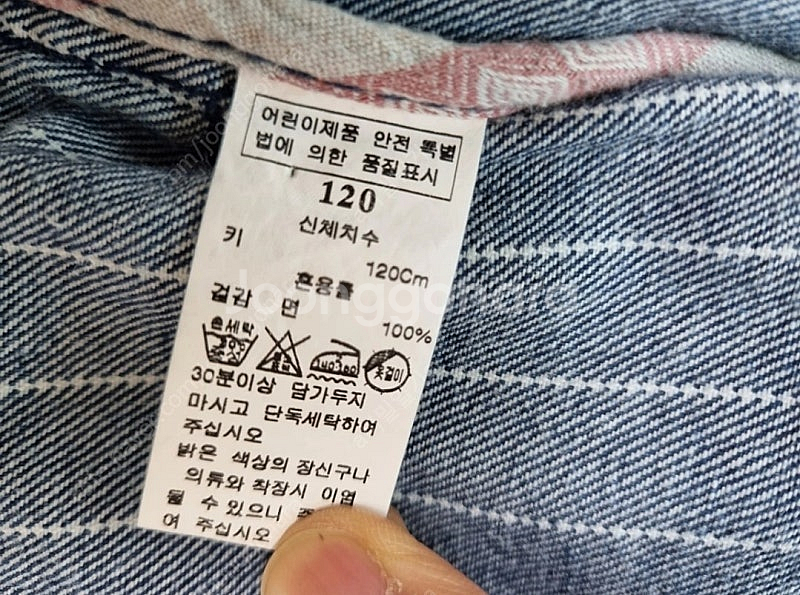 어린이제품 안전 특별
법에 의한 품질표시
120
신체치수
키 120Cm
혼용률
겉감 면 100%
손세탁
옷걸이
30분이상 담가두지
마시고 단독세탁하여
주십시오
밝은 색상의 장신구나
의류와 착장시 이염
될 수 있으니
여 주십시오
Joonggonara